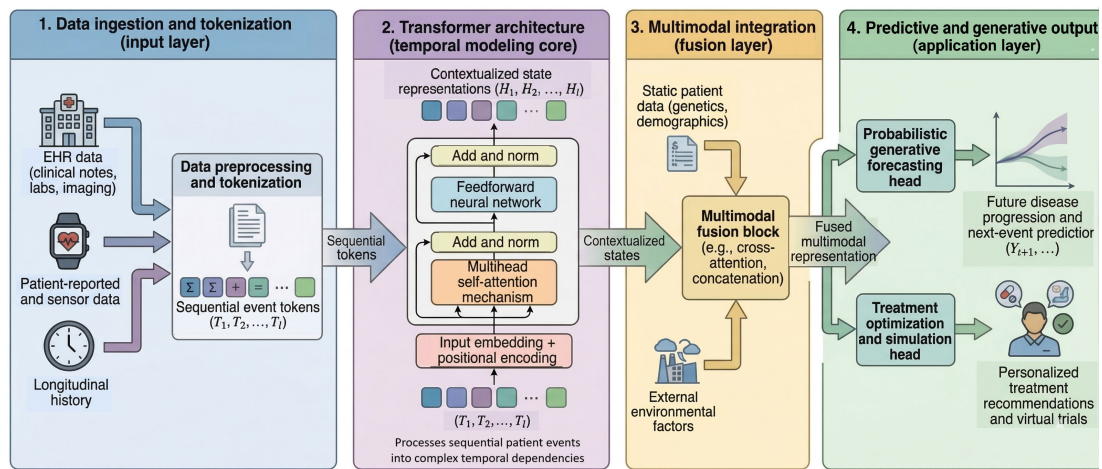 1. Data ingestion and tokenization
(input layer)
EHR data
(clinical notes,
labs, imaging)
Patient-reported
and sensor data
Longitudinal
history
Data preprocessing
and tokenization
Σ Σ + = ...
Sequential event tokens
(T₁, T₂, ..., Tₗ)
Sequential
tokens
2. Transformer architecture
(temporal modeling core)
Contextualized state
representations (H₁, H₂, ..., Hₗ)
...
Add and norm
Feedforward
neural network
Add and norm
Multihead
self-attention
mechanism
Input embedding +
positional encoding
...
(T₁, T₂, ..., Tₗ)
Processes sequential patient events
into complex temporal dependencies
Contextualized
states
3. Multimodal integration
(fusion layer)
Static patient
data (genetics,
demographics)
$
Multimodal
fusion block
(e.g., cross-
attention,
concatenation)
External
environmental
factors
Fused
multimodal
representation
4. Predictive and generative output
(application layer)
Probabilistic
generative
forecasting
head
Future disease
progression and
next-event predictior
(Yₜ₊₁, ...)
Treatment
optimization
and simulation
head
Personalized
treatment
recommendations
and virtual trials